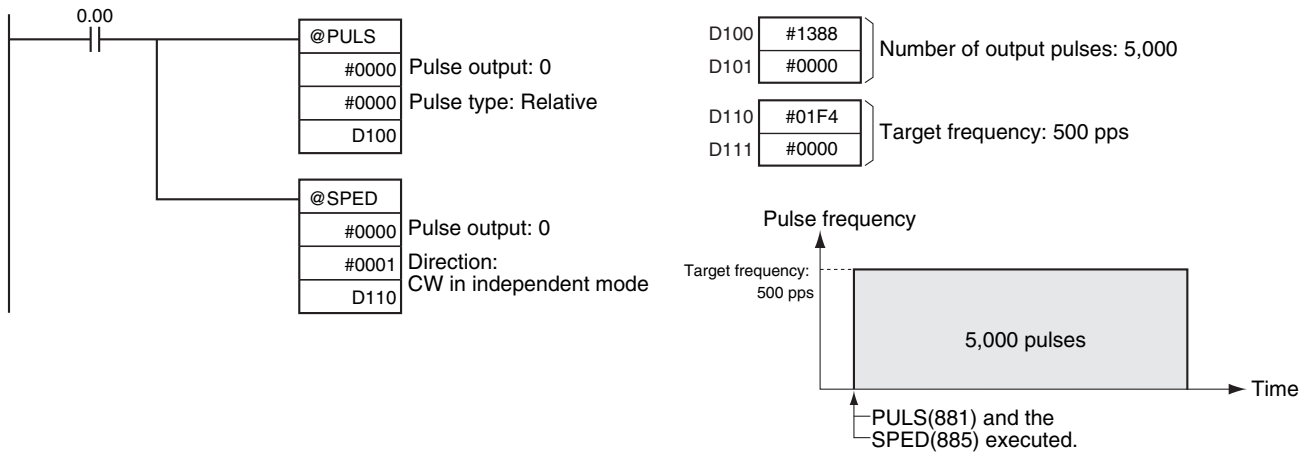 0.00
@PULS
#0000 Pulse output: 0
#0000 Pulse type: Relative
D100
@SPED
#0000 Pulse output: 0
#0001 Direction:
CW in independent mode
D110
D100 #1388
Number of output pulses: 5,000
D101 #0000
D110 #01F4
Target frequency: 500 pps
D111 #0000
Pulse frequency
Target frequency:
500 pps
5,000 pulses
Time
PULS(881) and the
SPED(885) executed.